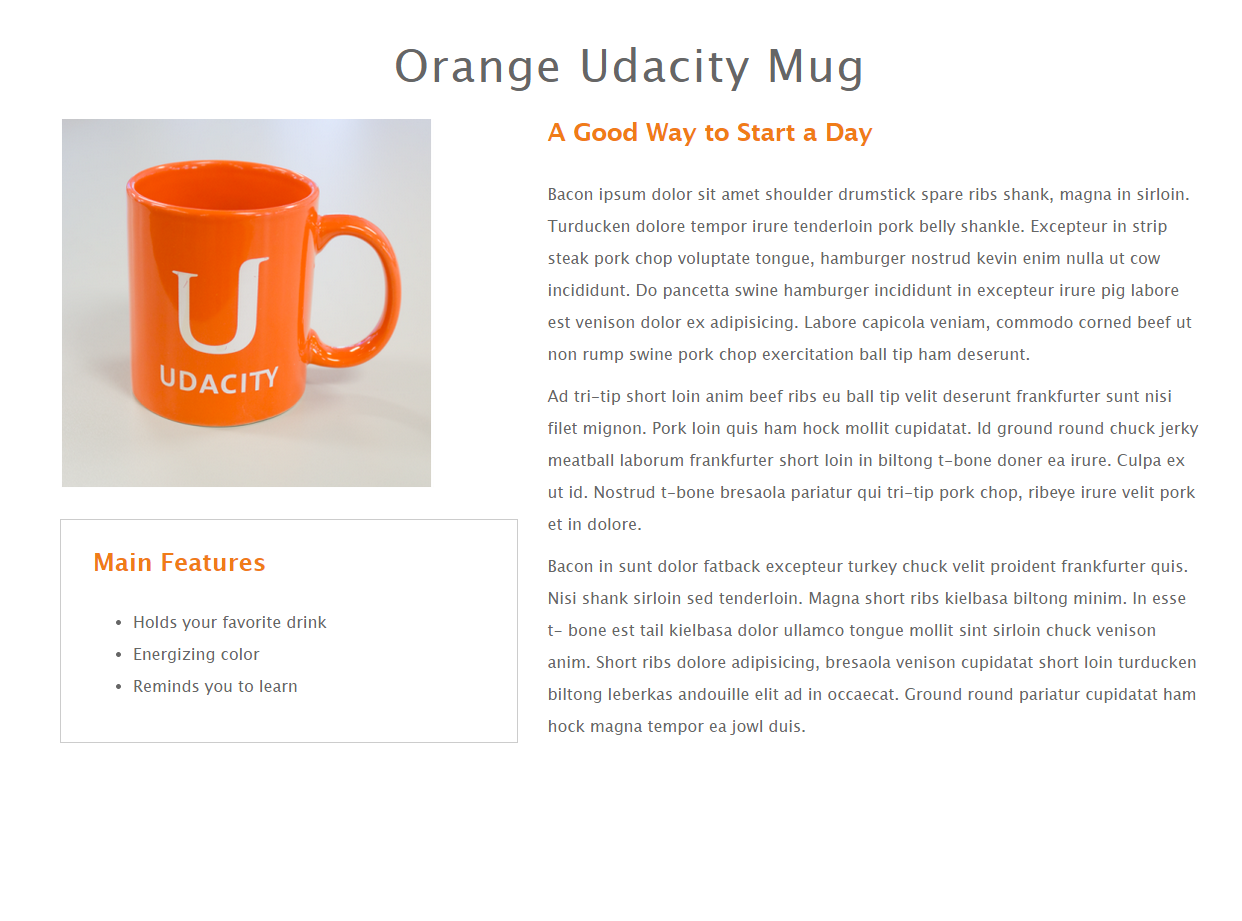 Orange Udacity Mug
U
UDACITY
Main Features
• Holds your favorite drink
• Energizing color
• Reminds you to learn
A Good Way to Start a Day
Bacon ipsum dolor sit amet shoulder drumstick spare ribs shank, magna in sirloin.
Turducken dolore tempor irure tenderloin pork belly shankle. Excepteur in strip
steak pork chop voluptate tongue, hamburger nostrud kevin enim nulla ut cow
incididunt. Do pancetta swine hamburger incididunt in excepteur irure pig labore
est venison dolor ex adipisicing. Labore capicola veniam, commodo corned beef ut
non rump swine pork chop exercitation ball tip ham deserunt.
Ad tri-tip short loin anim beef ribs eu ball tip velit deserunt frankfurter sunt nisi
filet mignon. Pork loin quis ham hock mollit cupidatat. Id ground round chuck jerky
meatball laborum frankfurter short loin in biltong t-bone doner ea irure. Culpa ex
ut id. Nostrud t-bone bresaola pariatur qui tri-tip pork chop, ribeye irure velit pork
et in dolore.
Bacon in sunt dolor fatback excepteur turkey chuck velit proident frankfurter quis.
Nisi shank sirloin sed tenderloin. Magna short ribs kielbasa biltong minim. In esse
t- bone est tail kielbasa dolor ullamco tongue mollit sint sirloin chuck venison
anim. Short ribs dolore adipisicing, bresaola venison cupidatat short loin turducken
biltong leberkas andouille elit ad in occaecat. Ground round pariatur cupidatat ham
hock magna tempor ea jowl duis.